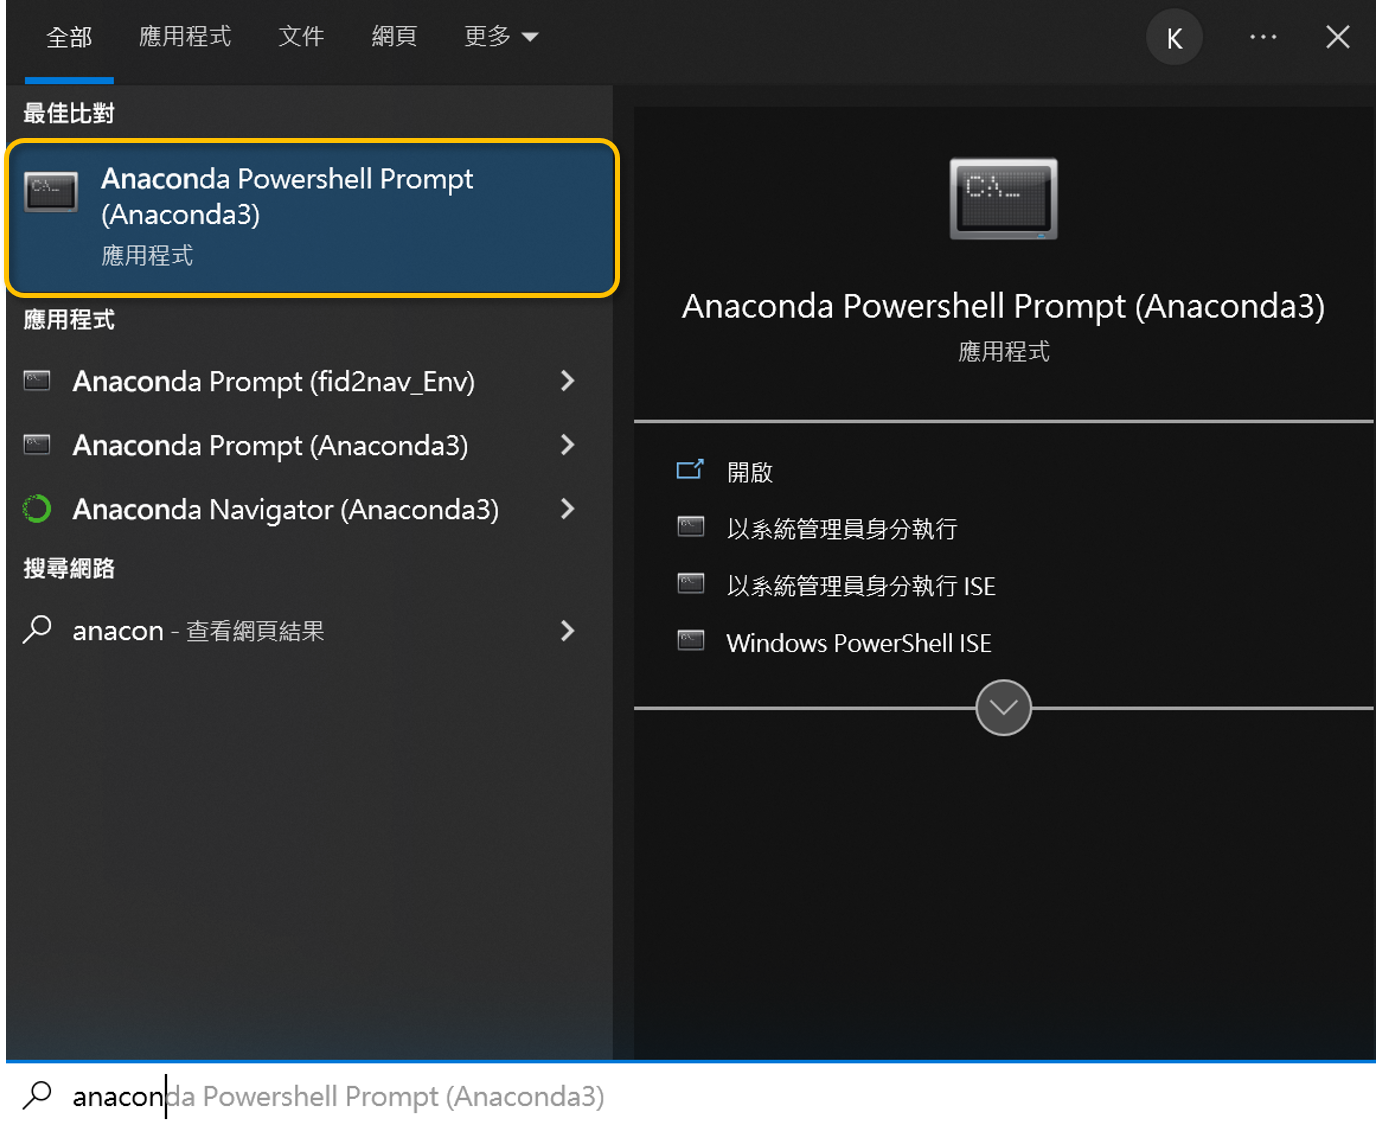 全部 應用程式 文件 網頁 更多 K
最佳比對
Anaconda Powershell Prompt
(Anaconda3)
應用程式
應用程式
Anaconda Prompt (fid2nav_Env)
Anaconda Prompt (Anaconda3)
Anaconda Navigator (Anaconda3)
搜尋網路
anacon - 查看網頁結果
Anaconda Powershell Prompt (Anaconda3)
應用程式
開啟
以系統管理員身分執行
以系統管理員身分執行 ISE
Windows PowerShell ISE
anaconda Powershell Prompt (Anaconda3)